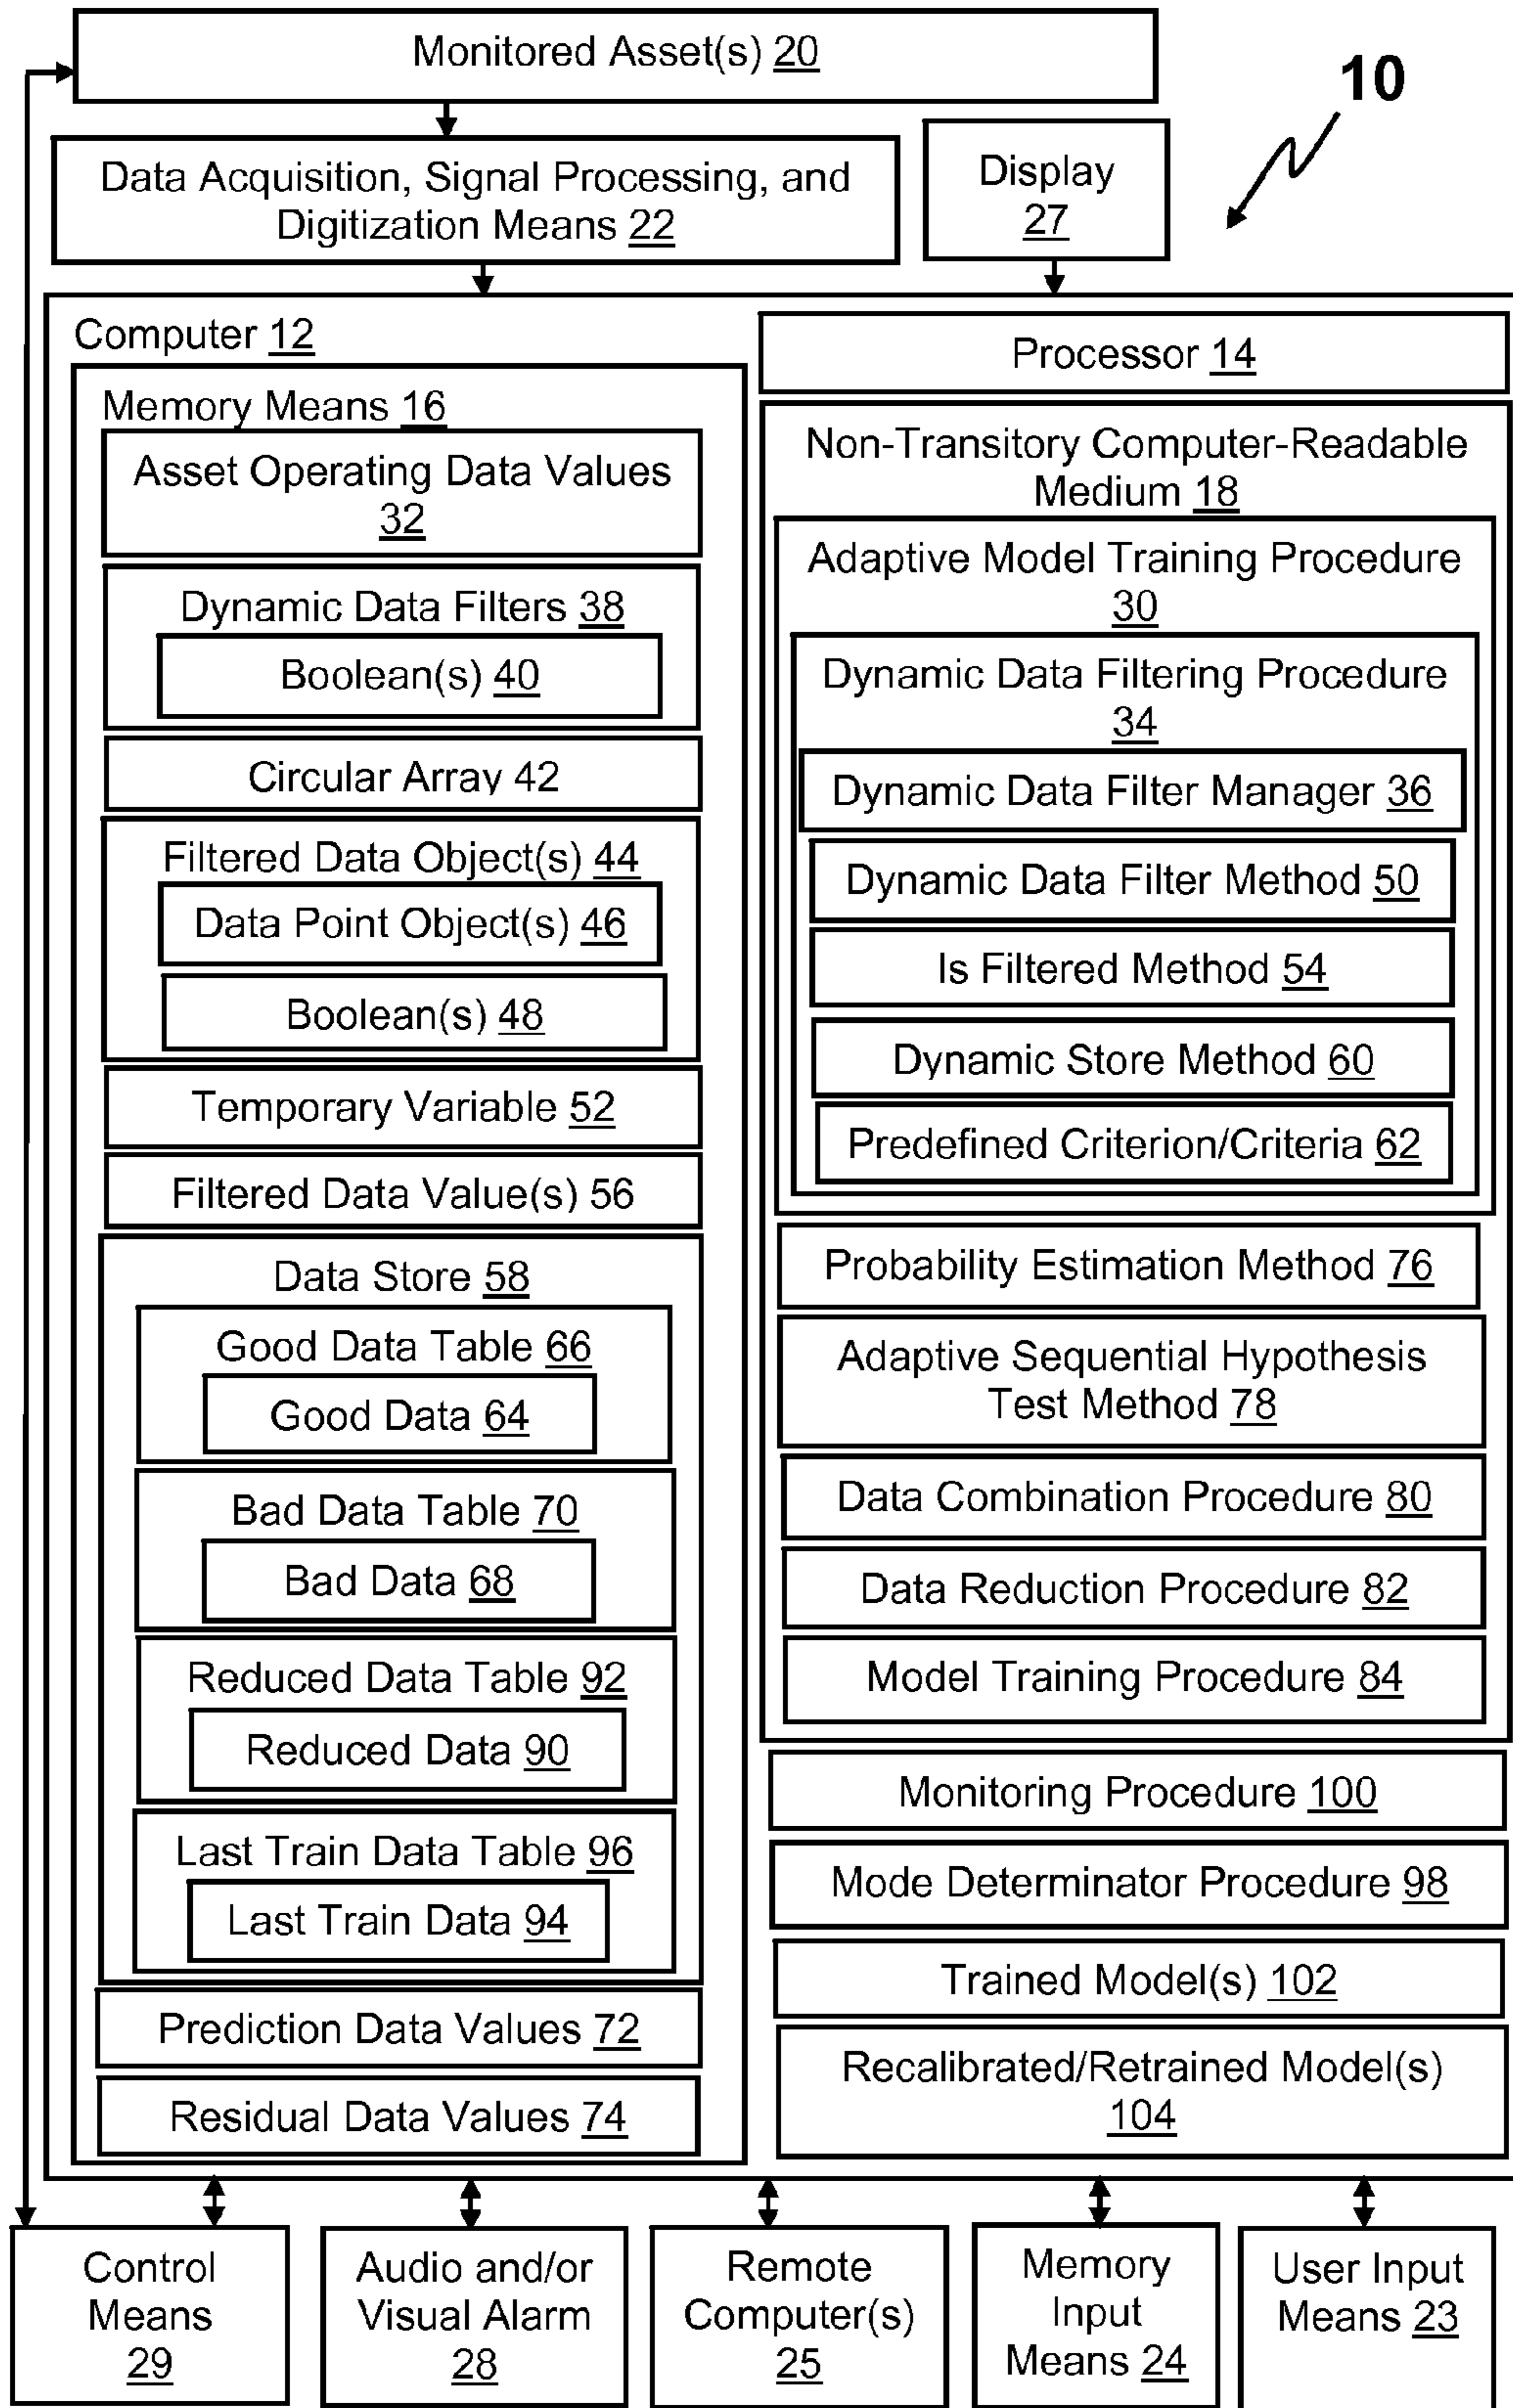 Monitored Asset(s) 20
10
Data Acquisition, Signal Processing, and
Digitization Means 22
Display
27
Computer 12
Memory Means 16
Asset Operating Data Values
32
Dynamic Data Filters 38
Boolean(s) 40
Circular Array 42
Filtered Data Object(s) 44
Data Point Object(s) 46
Boolean(s) 48
Temporary Variable 52
Filtered Data Value(s) 56
Data Store 58
Good Data Table 66
Good Data 64
Bad Data Table 70
Bad Data 68
Reduced Data Table 92
Reduced Data 90
Last Train Data Table 96
Last Train Data 94
Prediction Data Values 72
Residual Data Values 74
Processor 14
Non-Transitory Computer-Readable
Medium 18
Adaptive Model Training Procedure
30
Dynamic Data Filtering Procedure
34
Dynamic Data Filter Manager 36
Dynamic Data Filter Method 50
Is Filtered Method 54
Dynamic Store Method 60
Predefined Criterion/Criteria 62
Probability Estimation Method 76
Adaptive Sequential Hypothesis
Test Method 78
Data Combination Procedure 80
Data Reduction Procedure 82
Model Training Procedure 84
Monitoring Procedure 100
Mode Determinator Procedure 98
Trained Model(s) 102
Recalibrated/Retrained Model(s)
104
Control
Means
29
Audio and/or
Visual Alarm
28
Remote
Computer(s)
25
Memory
Input
Means 24
User Input
Means 23